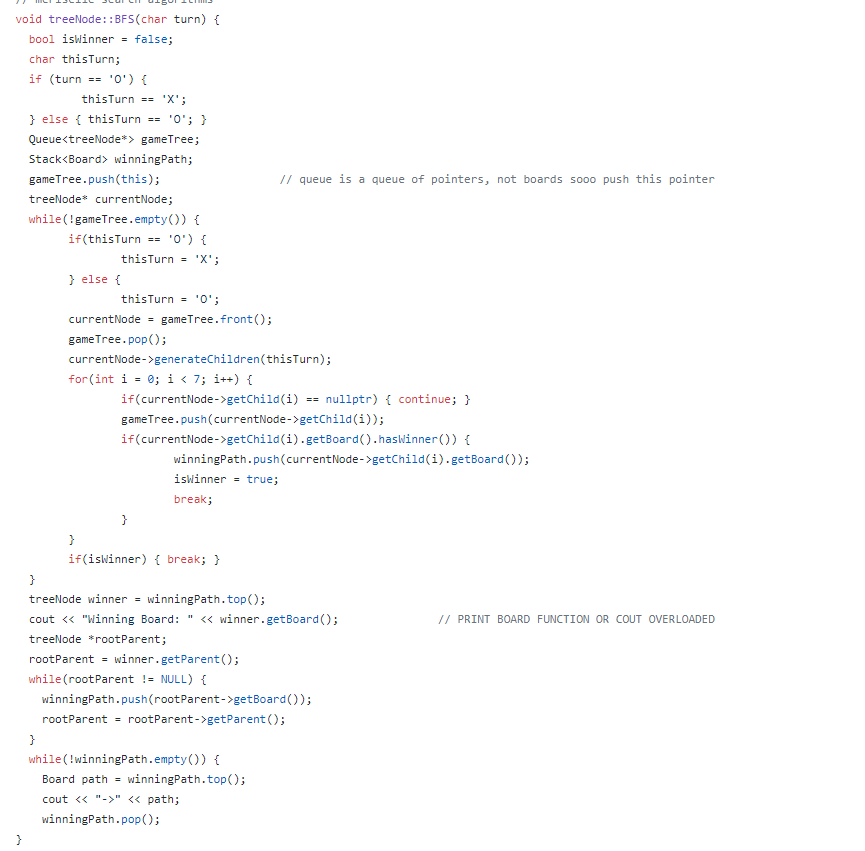 // meriselle search algorithms
void treeNode::BFS(char turn) {
  bool isWinner = false;
  char thisTurn;
  if (turn == 'O') {
          thisTurn == 'X';
  } else { thisTurn == 'O'; }
  Queue<treeNode*> gameTree;
  Stack<Board> winningPath;
  gameTree.push(this);                  // queue is a queue of pointers, not boards sooo push this pointer
  treeNode* currentNode;
  while(!gameTree.empty()) {
        if(thisTurn == 'O') {
                thisTurn = 'X';
        } else {
                thisTurn = 'O';
        currentNode = gameTree.front();
        gameTree.pop();
        currentNode->generateChildren(thisTurn);
        for(int i = 0; i < 7; i++) {
                if(currentNode->getChild(i) == nullptr) { continue; }
                gameTree.push(currentNode->getChild(i));
                if(currentNode->getChild(i).getBoard().hasWinner()) {
                        winningPath.push(currentNode->getChild(i).getBoard());
                        isWinner = true;
                        break;
                }
        }
        if(isWinner) { break; }
  }
  treeNode winner = winningPath.top();
  cout << "Winning Board: " << winner.getBoard();               // PRINT BOARD FUNCTION OR COUT OVERLOADED
  treeNode *rootParent;
  rootParent = winner.getParent();
  while(rootParent != NULL) {
    winningPath.push(rootParent->getBoard());
    rootParent = rootParent->getParent();
  }
  while(!winningPath.empty()) {
    Board path = winningPath.top();
    cout << "->" << path;
    winningPath.pop();
}